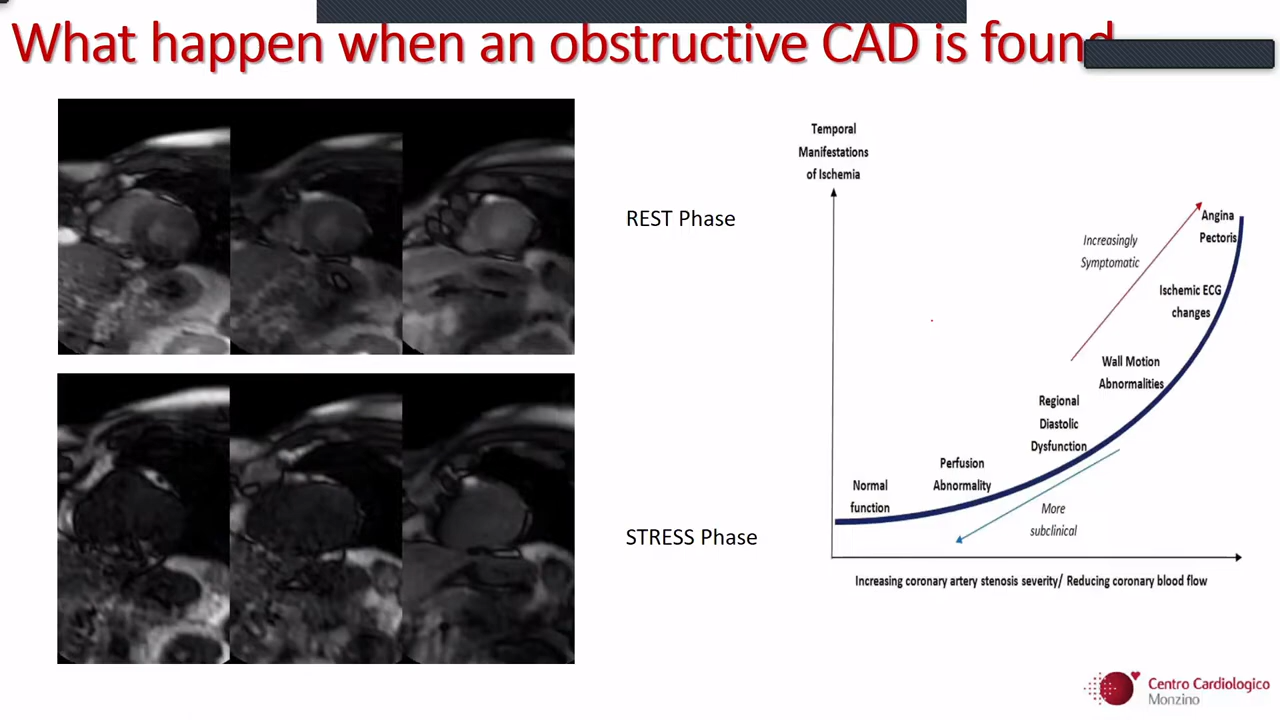 What happen when an obstructive CAD is found
REST Phase
STRESS Phase
Temporal
Manifestations
of Ischemia
Increasingly
Symptomatic
Angina
Pectoris
Ischemic ECG
changes
Wall Motion
Abnormalities
Regional
Diastolic
Dysfunction
Perfusion
Abnormality
Normal
function
More
subclinical
Increasing coronary artery stenosis severity/ Reducing coronary blood flow
Centro Cardiologico
Monzino